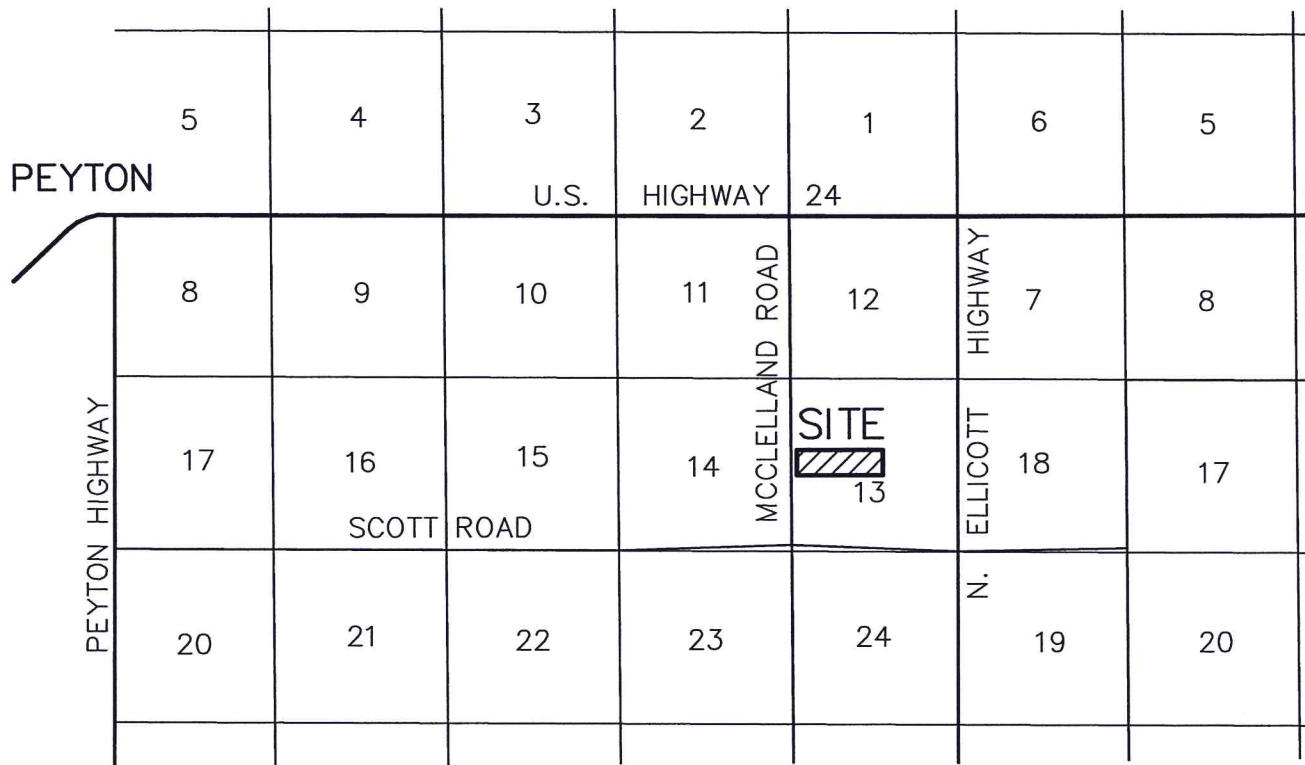 5 4 3 2 1 6 5
PEYTON
U.S. HIGHWAY 24
8 9 10 11 12 7 8
MCCLELLAND ROAD
N. ELLICOTT HIGHWAY
PEYTON HIGHWAY
SITE
17 16 15 14 13 18 17
SCOTT ROAD
20 21 22 23 24 19 20